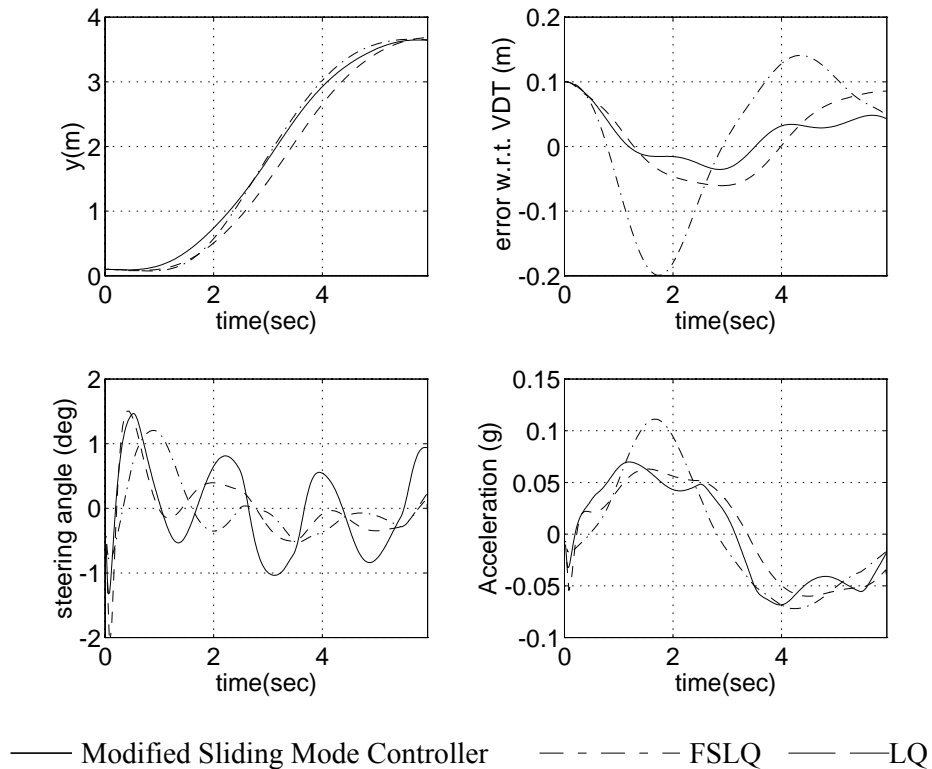 4
3
2
1
0
y(m)
0 2 4
time(sec)
0.2
0.1
0
-0.1
-0.2
error w.r.t. VDT (m)
0 2 4
time(sec)
2
1
0
-1
-2
steering angle (deg)
0 2 4
time(sec)
0.15
0.1
0.05
0
-0.05
-0.1
Acceleration (g)
0 2 4
time(sec)
Modified Sliding Mode Controller FSLQ LQ